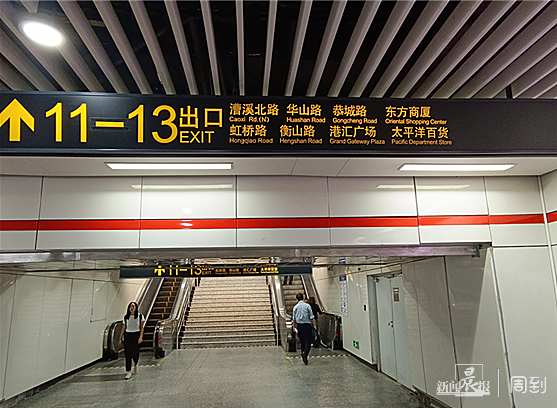 11-13出口
EXIT
漕溪北路 华山路 恭城路 东方商厦
Caoxi Rd.(N) Huashan Road Gongcheng Road Oriental Shopping Center
虹桥路 衡山路 港汇广场 太平洋百货
Hongqiao Road Hengshan Road Grand Gateway Plaza Pacific Department Store
11-13
新闻晨报 周到